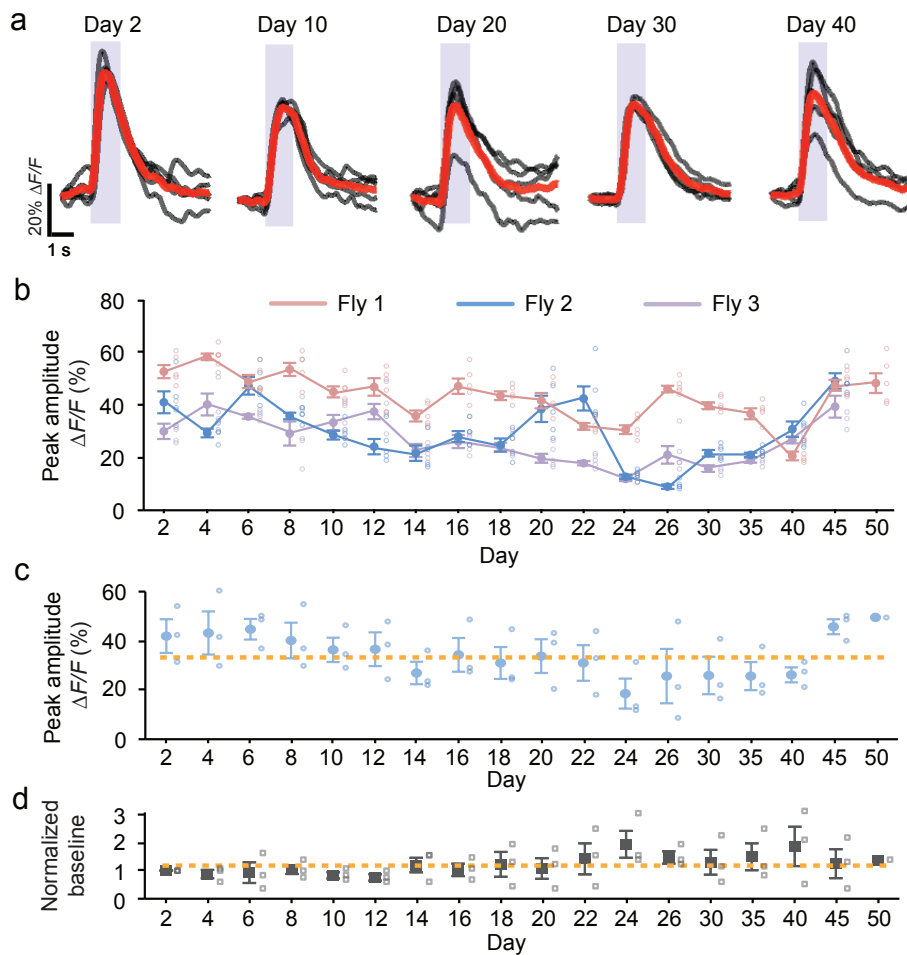 a
Day 2 Day 10 Day 20 Day 30 Day 40
20% ΔF/F
1 s
b
Fly 1 Fly 2 Fly 3
Peak amplitude
ΔF/F (%)
80
60
40
20
0
2 4 6 8 10 12 14 16 18 20 22 24 26 30 35 40 45 50
Day
c
Peak amplitude
ΔF/F (%)
60
40
20
0
2 4 6 8 10 12 14 16 18 20 22 24 26 30 35 40 45 50
Day
d
Normalized
baseline
3
2
1
0
2 4 6 8 10 12 14 16 18 20 22 24 26 30 35 40 45 50
Day